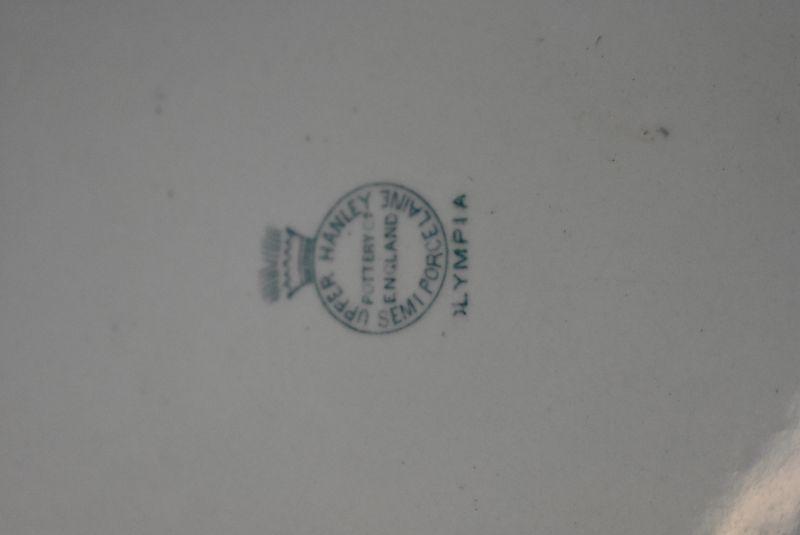 UPPER HANLEY
POTTERY Co
ENGLAND
SEMI PORCELAINE
OLYMPIA